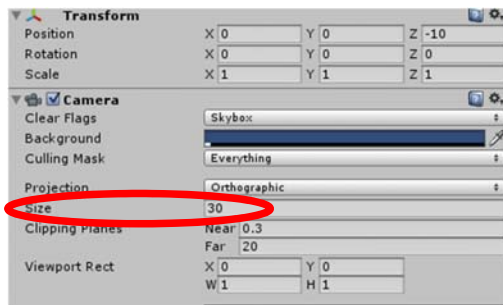 Transform
Position X 0 Y 0 Z -10
Rotation X 0 Y 0 Z 0
Scale X 1 Y 1 Z 1
Camera
Clear Flags Skybox
Background
Culling Mask Everything
Projection Orthographic
Size 30
Clipping Planes Near 0.3
Far 20
Viewport Rect X 0 Y 0
W 1 H 1